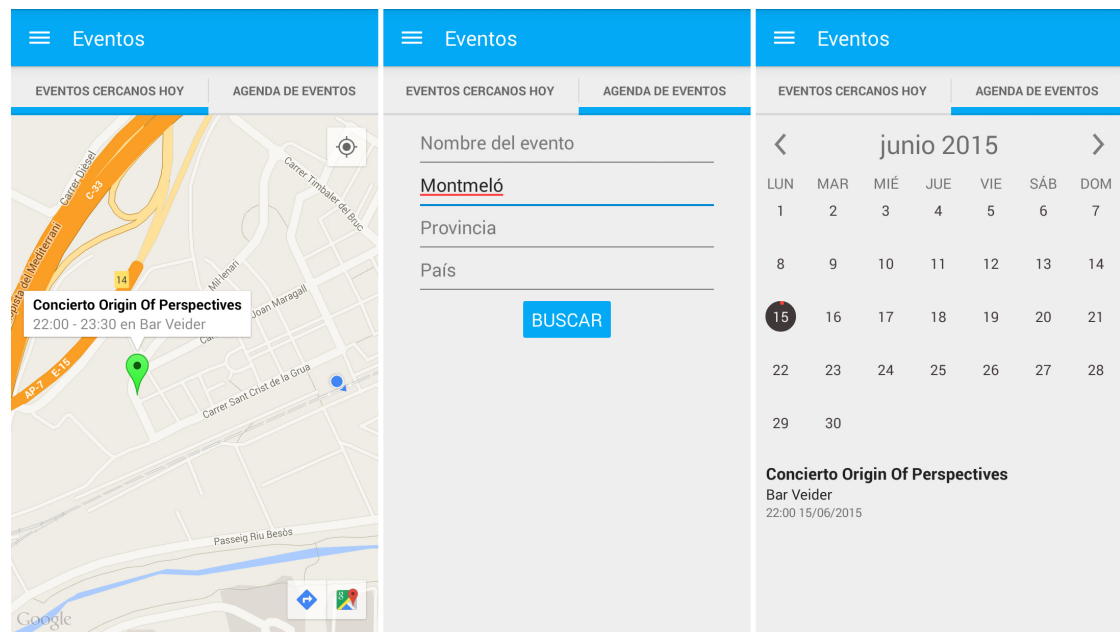 Eventos
EVENTOS CERCANOS HOY
AGENDA DE EVENTOS
Carrer Dièsel
C-33
Carrer Timbaler del Bruc
14
Mil·lenari
Joan Maragall
Concierto Origin Of Perspectives
22:00 - 23:30 en Bar Veider
AP-7
E-15
Carrer Sant Crist de la Grua
Passeig Riu Besòs
Google
Eventos
EVENTOS CERCANOS HOY
AGENDA DE EVENTOS
Nombre del evento
Montmeló
Provincia
País
BUSCAR
Eventos
EVENTOS CERCANOS HOY
AGENDA DE EVENTOS
junio 2015
LUN MAR MIÉ JUE VIE SÁB DOM
1 2 3 4 5 6 7
8 9 10 11 12 13 14
15 16 17 18 19 20 21
22 23 24 25 26 27 28
29 30
Concierto Origin Of Perspectives
Bar Veider
22:00 15/06/2015